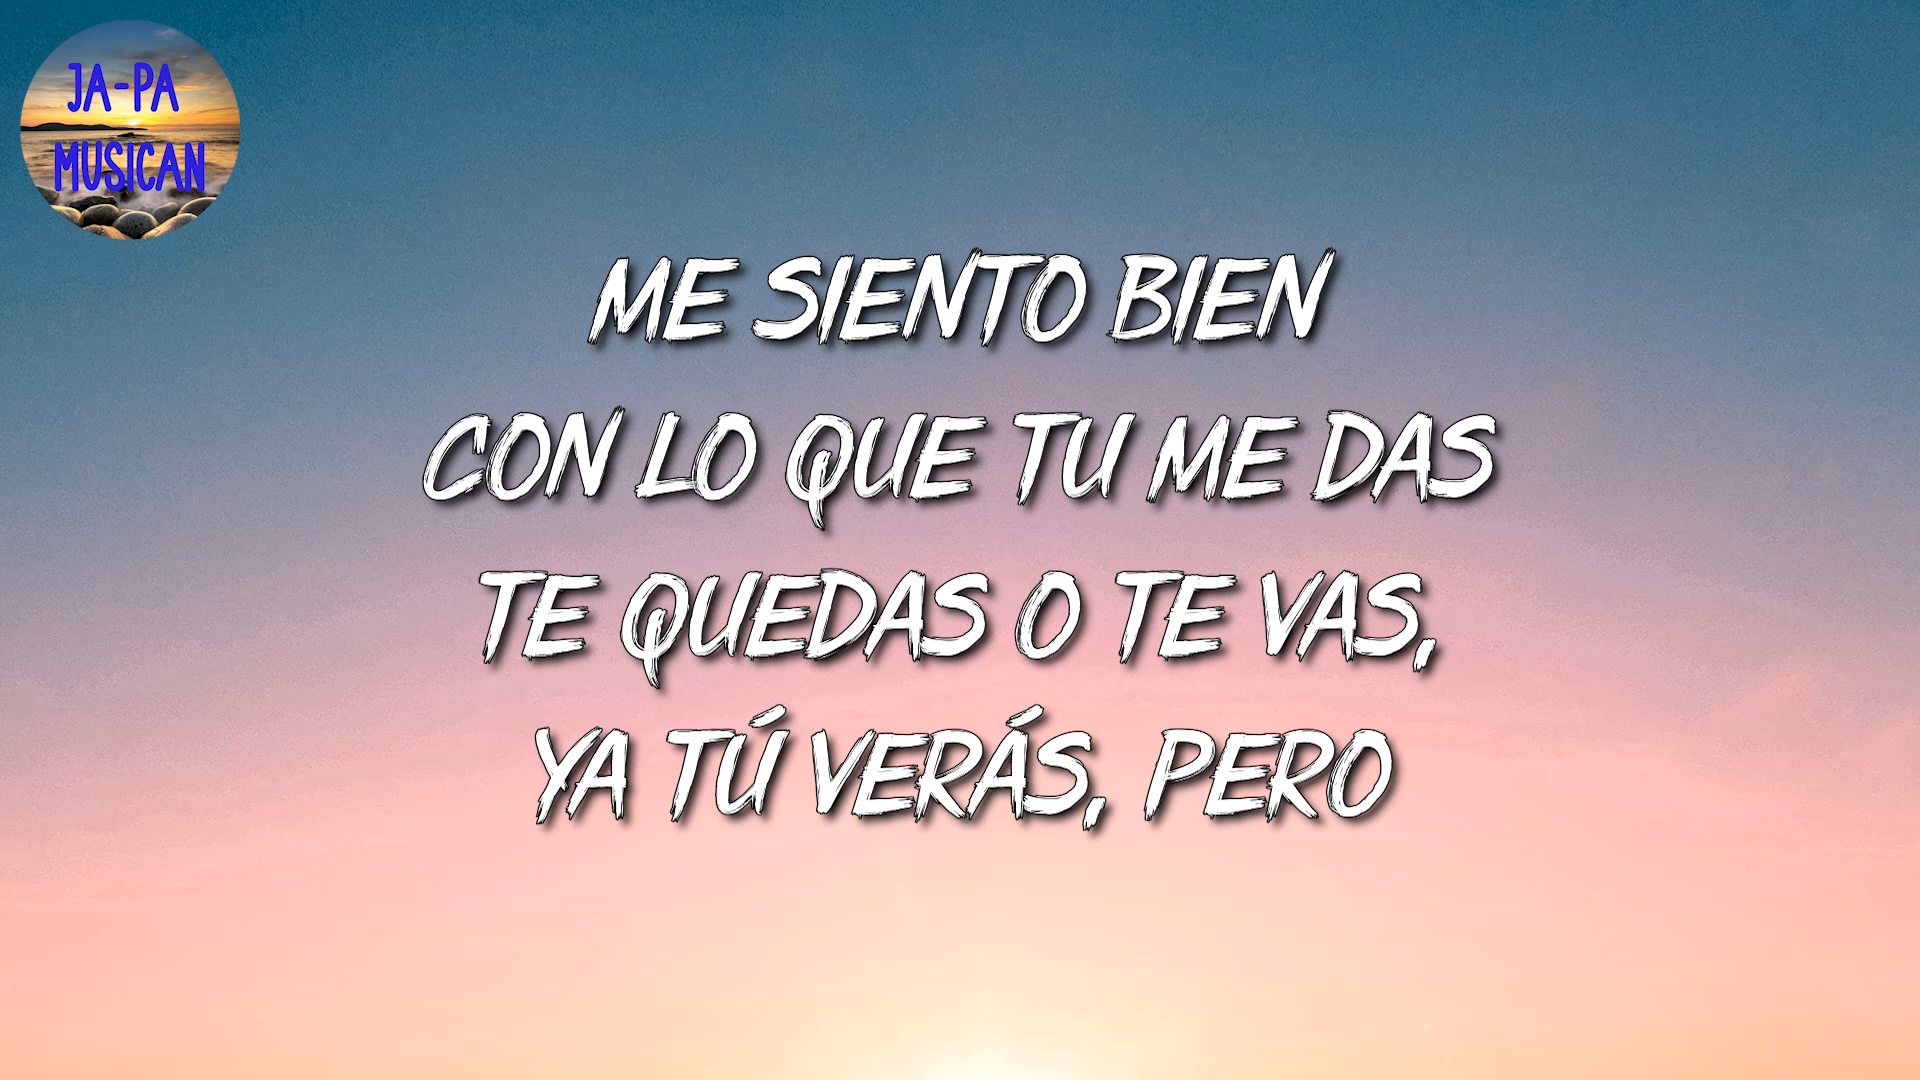 JA-PA
MUSICAN
ME SIENTO BIEN
CON LO QUE TU ME DAS
TE QUEDAS O TE VAS,
YA TÚ VERÁS, PERO